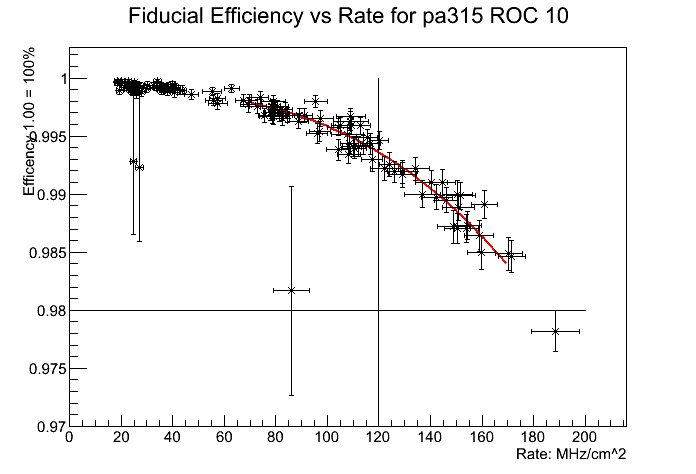 Fiducial Efficiency vs Rate for pa315 ROC 10
Efficency 1.00 = 100%
1
0.995
0.99
0.985
0.98
0.975
0.97
0 20 40 60 80 100 120 140 160 180 200
Rate: MHz/cm^2